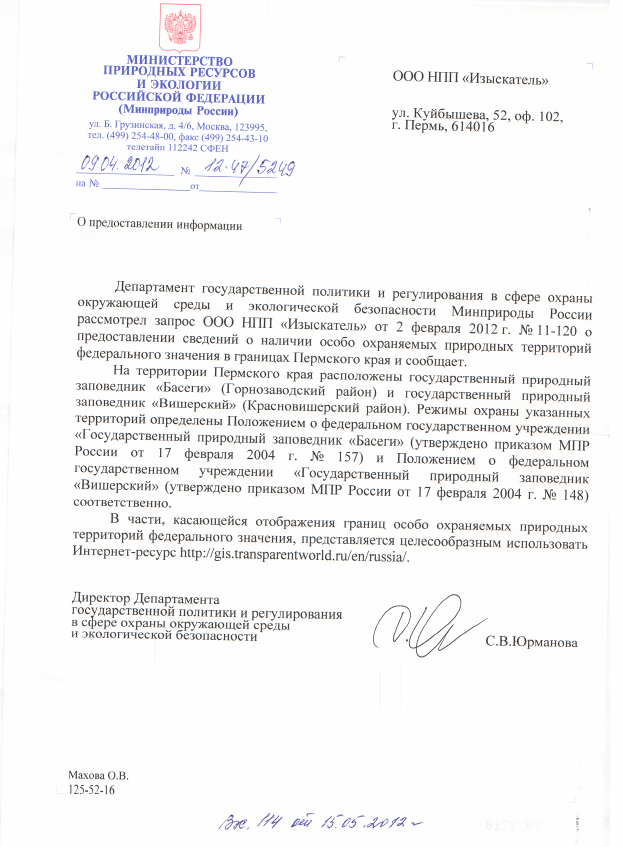 МИНИСТЕРСТВО
ПРИРОДНЫХ РЕСУРСОВ
И ЭКОЛОГИИ
РОССИЙСКОЙ ФЕДЕРАЦИИ
(Минприроды России)
ул. Б. Грузинская, д. 4/6, Москва, 123995,
тел. (499) 254-48-00, факс (499) 254-43-10
телетайп 112242 СФЕН
09.04.2012 № 12-47/5249
на № от
ООО НПП «Изыскатель»
ул. Куйбышева, 52, оф. 102,
г. Пермь, 614016
О предоставлении информации
Департамент государственной политики и регулирования в сфере охраны
окружающей среды и экологической безопасности Минприроды России
рассмотрел запрос ООО НПП «Изыскатель» от 2 февраля 2012 г. № 11-120 о
предоставлении сведений о наличии особо охраняемых природных территорий
федерального значения в границах Пермского края и сообщает.
На территории Пермского края расположены государственный природный
заповедник «Басеги» (Горнозаводский район) и государственный природный
заповедник «Вишерский» (Красновишерский район). Режимы охраны указанных
территорий определены Положением о федеральном государственном учреждении
«Государственный природный заповедник «Басеги» (утверждено приказом МПР
России от 17 февраля 2004 г. № 157) и Положением о федеральном
государственном учреждении «Государственный природный заповедник
«Вишерский» (утверждено приказом МПР России от 17 февраля 2004 г. № 148)
соответственно.
В части, касающейся отображения границ особо охраняемых природных
территорий федерального значения, представляется целесообразным использовать
Интернет-ресурс http://gis.transparentworld.ru/en/russia/.
Директор Департамента
государственной политики и регулирования
в сфере охраны окружающей среды
и экологической безопасности
С.В.Юрманова
Махова О.В.
125-52-16
Вх. 114 от 15.05.2012г